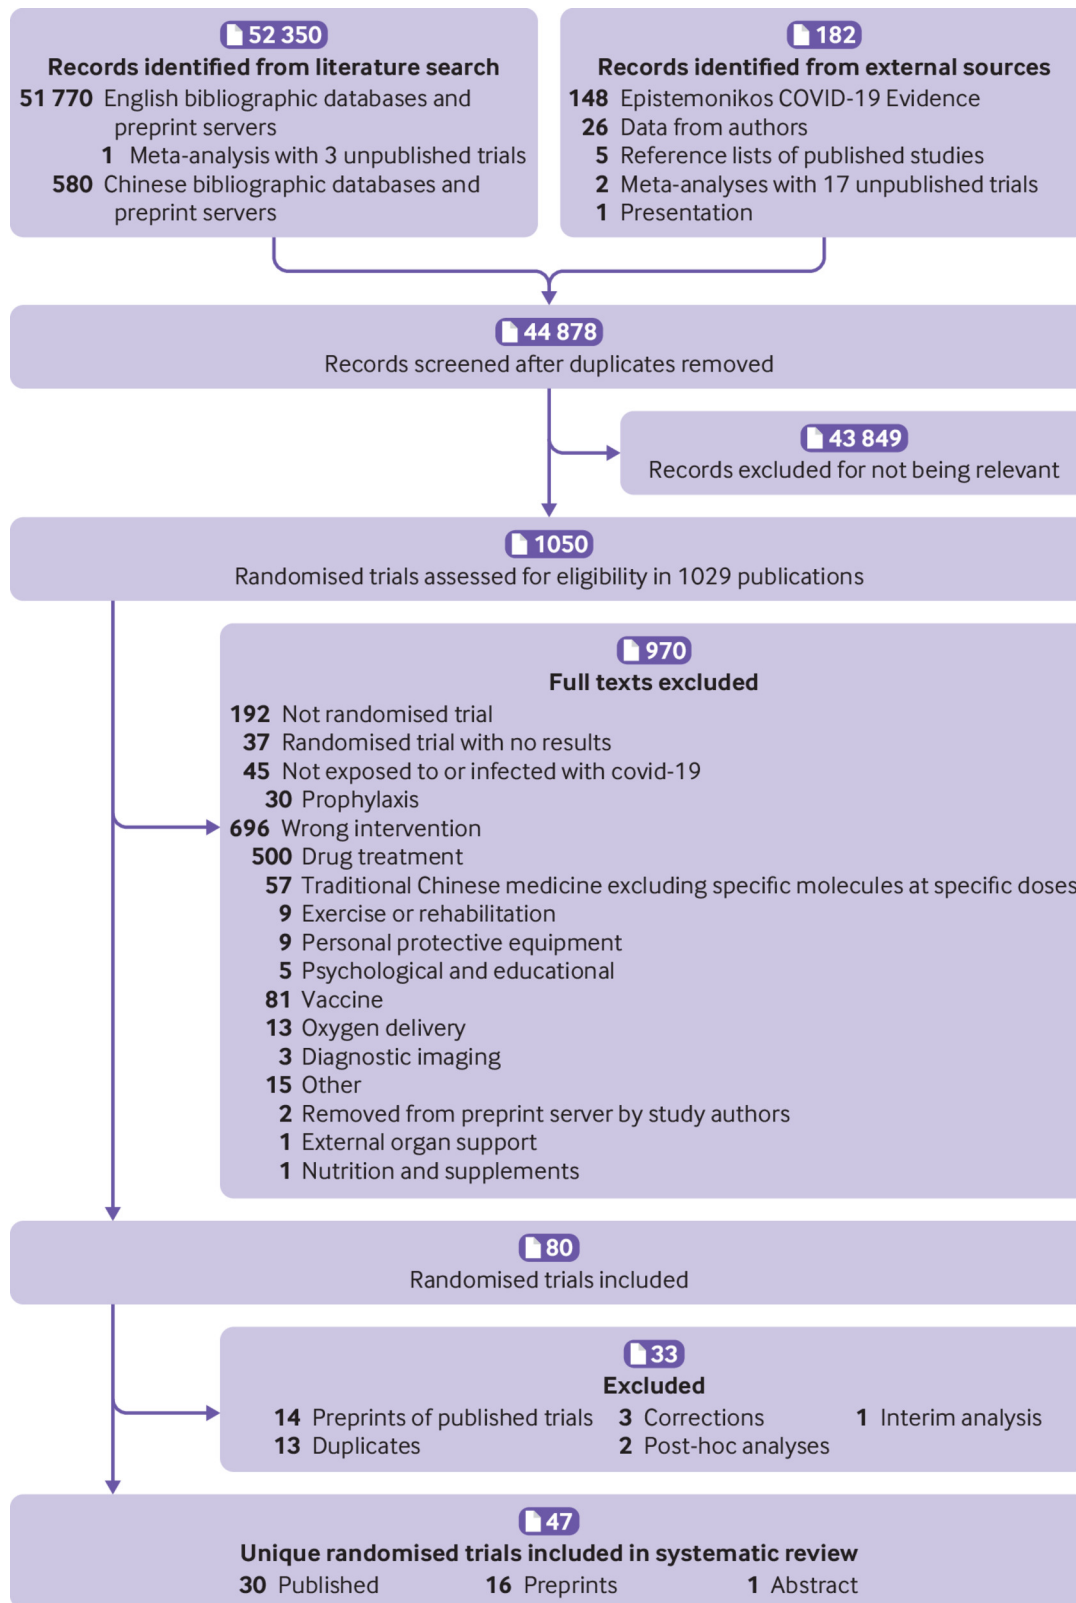 52 350
Records identified from literature search
51 770 English bibliographic databases and
preprint servers
1 Meta-analysis with 3 unpublished trials
580 Chinese bibliographic databases and
preprint servers
182
Records identified from external sources
148 Epistemonikos COVID-19 Evidence
26 Data from authors
5 Reference lists of published studies
2 Meta-analyses with 17 unpublished trials
1 Presentation
44 878
Records screened after duplicates removed
43 849
Records excluded for not being relevant
1050
Randomised trials assessed for eligibility in 1029 publications
970
Full texts excluded
192 Not randomised trial
37 Randomised trial with no results
45 Not exposed to or infected with covid-19
30 Prophylaxis
696 Wrong intervention
500 Drug treatment
57 Traditional Chinese medicine excluding specific molecules at specific doses
9 Exercise or rehabilitation
9 Personal protective equipment
5 Psychological and educational
81 Vaccine
13 Oxygen delivery
3 Diagnostic imaging
15 Other
2 Removed from preprint server by study authors
1 External organ support
1 Nutrition and supplements
80
Randomised trials included
33
Excluded
14 Preprints of published trials 3 Corrections 1 Interim analysis
13 Duplicates 2 Post-hoc analyses
47
Unique randomised trials included in systematic review
30 Published 16 Preprints 1 Abstract